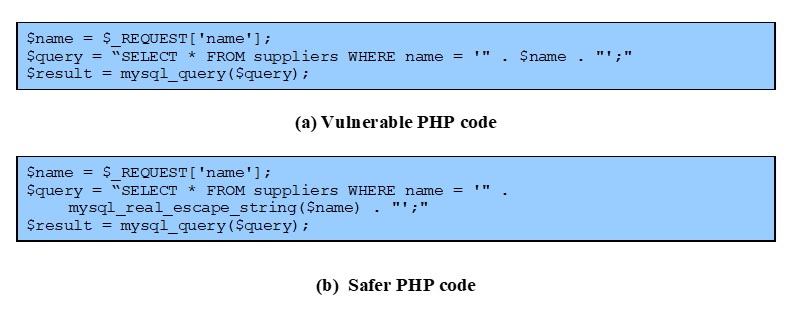 $name = $_REQUEST['name'];
$query = “SELECT * FROM suppliers WHERE name = '" . $name . "';"
$result = mysql_query($query);
(a) Vulnerable PHP code
$name = $_REQUEST['name'];
$query = “SELECT * FROM suppliers WHERE name = '" .
mysql_real_escape_string($name) . "';"
$result = mysql_query($query);
(b) Safer PHP code